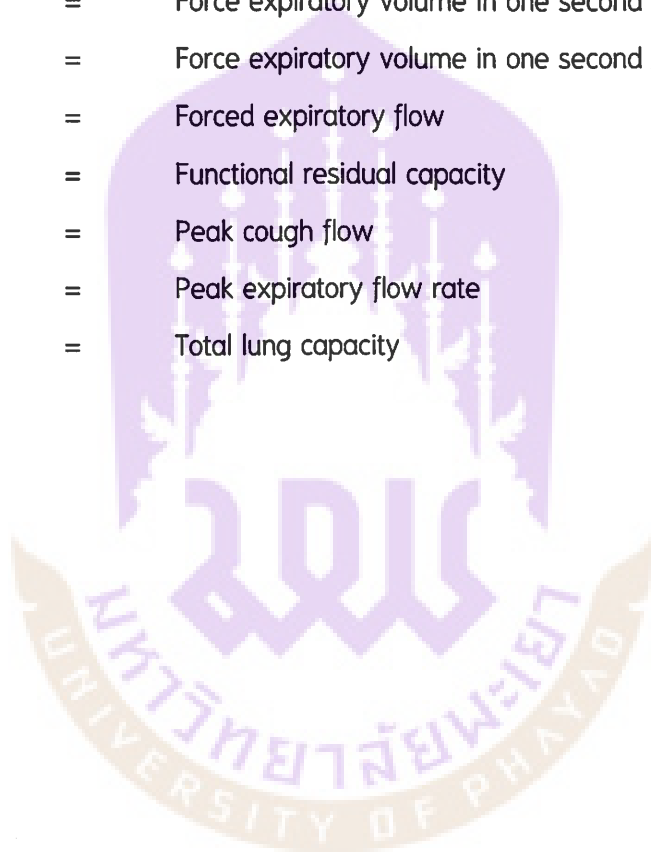 = Force expiratory volume in one second
= Force expiratory volume in one second
= Forced expiratory flow
= Functional residual capacity
= Peak cough flow
= Peak expiratory flow rate
= Total lung capacity
มหาวิทยาลัยพะเยา
UNIVERSITY OF PHAYAO